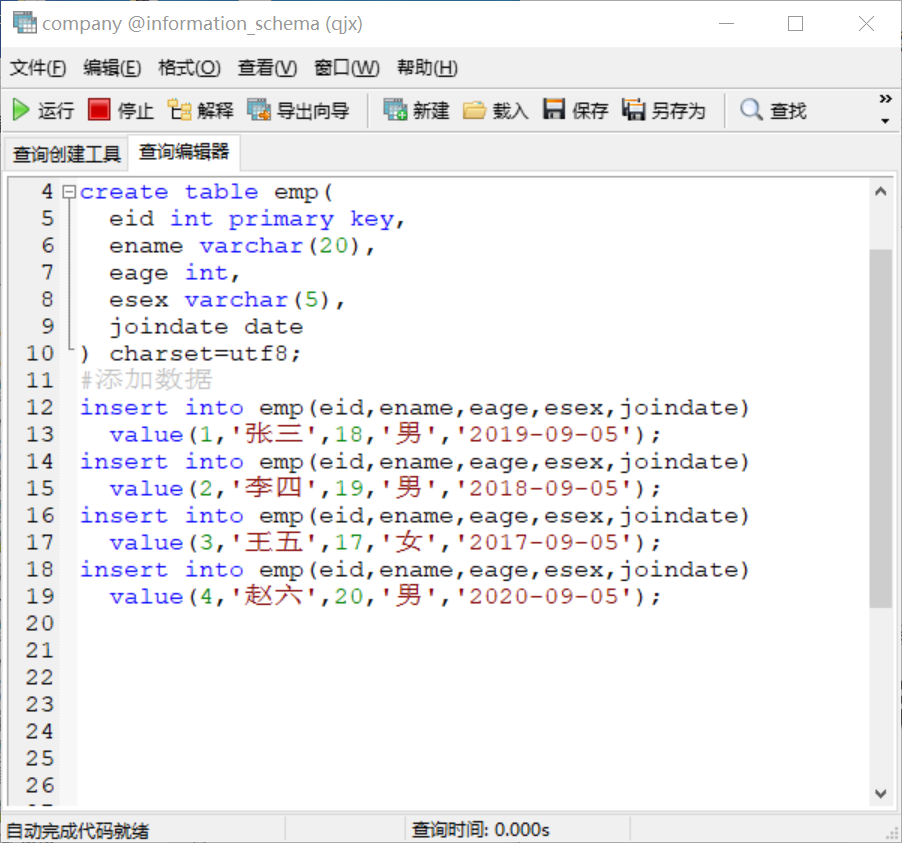 company @information_schema (qjx)
文件(F) 编辑(E) 格式(O) 查看(V) 窗口(W) 帮助(H)
运行 停止 解释 导出向导 新建 载入 保存 另存为 查找 »
查询创建工具 查询编辑器
4 create table emp(
5   eid int primary key,
6   ename varchar(20),
7   eage int,
8   esex varchar(5),
9   joindate date
10 ) charset=utf8;
11 #添加数据
12 insert into emp(eid,ename,eage,esex,joindate)
13   value(1,'张三',18,'男','2019-09-05');
14 insert into emp(eid,ename,eage,esex,joindate)
15   value(2,'李四',19,'男','2018-09-05');
16 insert into emp(eid,ename,eage,esex,joindate)
17   value(3,'王五',17,'女','2017-09-05');
18 insert into emp(eid,ename,eage,esex,joindate)
19   value(4,'赵六',20,'男','2020-09-05');
20
21
22
23
24
25
26
自动完成代码就绪 查询时间: 0.000s